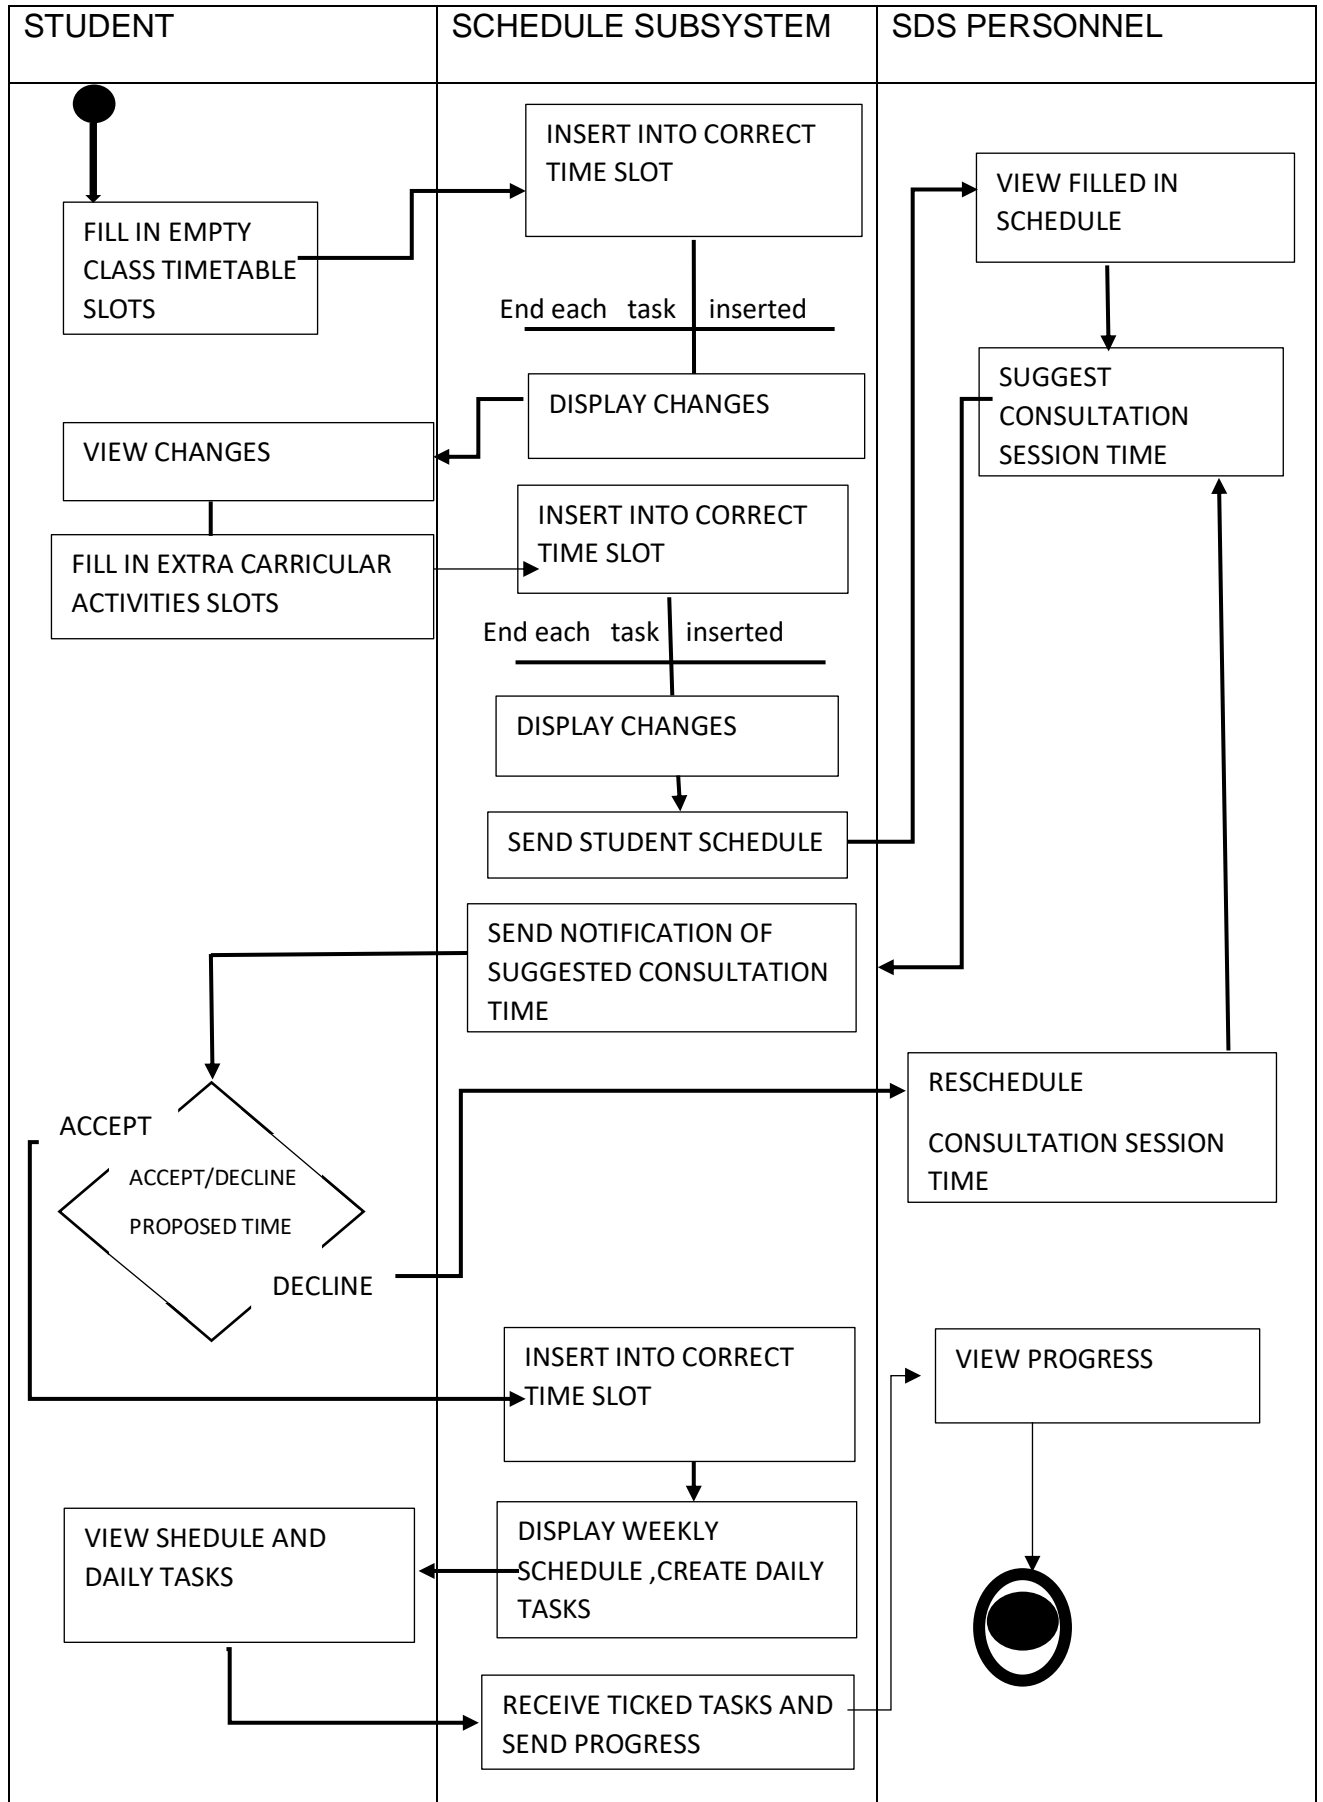 STUDENT
SCHEDULE SUBSYSTEM
SDS PERSONNEL
INSERT INTO CORRECT
TIME SLOT
VIEW FILLED IN
SCHEDULE
FILL IN EMPTY
CLASS TIMETABLE
SLOTS
End each task inserted
SUGGEST
CONSULTATION
SESSION TIME
DISPLAY CHANGES
VIEW CHANGES
INSERT INTO CORRECT
TIME SLOT
FILL IN EXTRA CARRICULAR
ACTIVITIES SLOTS
End each task inserted
DISPLAY CHANGES
SEND STUDENT SCHEDULE
SEND NOTIFICATION OF
SUGGESTED CONSULTATION
TIME
RESCHEDULE
CONSULTATION SESSION
TIME
ACCEPT
ACCEPT/DECLINE
PROPOSED TIME
DECLINE
INSERT INTO CORRECT
TIME SLOT
VIEW PROGRESS
DISPLAY WEEKLY
SCHEDULE ,CREATE DAILY
TASKS
VIEW SHEDULE AND
DAILY TASKS
RECEIVE TICKED TASKS AND
SEND PROGRESS